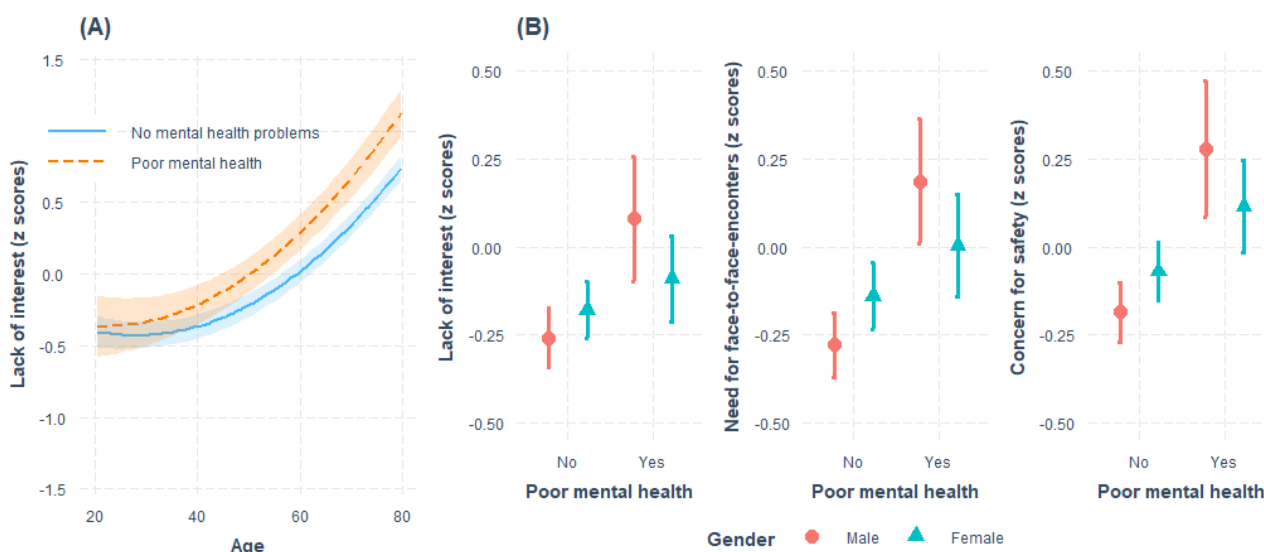 (A)
(B)
Lack of interest (z scores)
1.5
1.0
0.5
0.0
-0.5
-1.0
-1.5
No mental health problems
Poor mental health
20
40
60
80
Age
Lack of interest (z scores)
0.50
0.25
0.00
-0.25
-0.50
No
Yes
Poor mental health
Need for face-to-face-enconters (z scores)
0.50
0.25
0.00
-0.25
-0.50
No
Yes
Poor mental health
Concern for safety (z scores)
0.50
0.25
0.00
-0.25
-0.50
No
Yes
Poor mental health
Gender Male Female